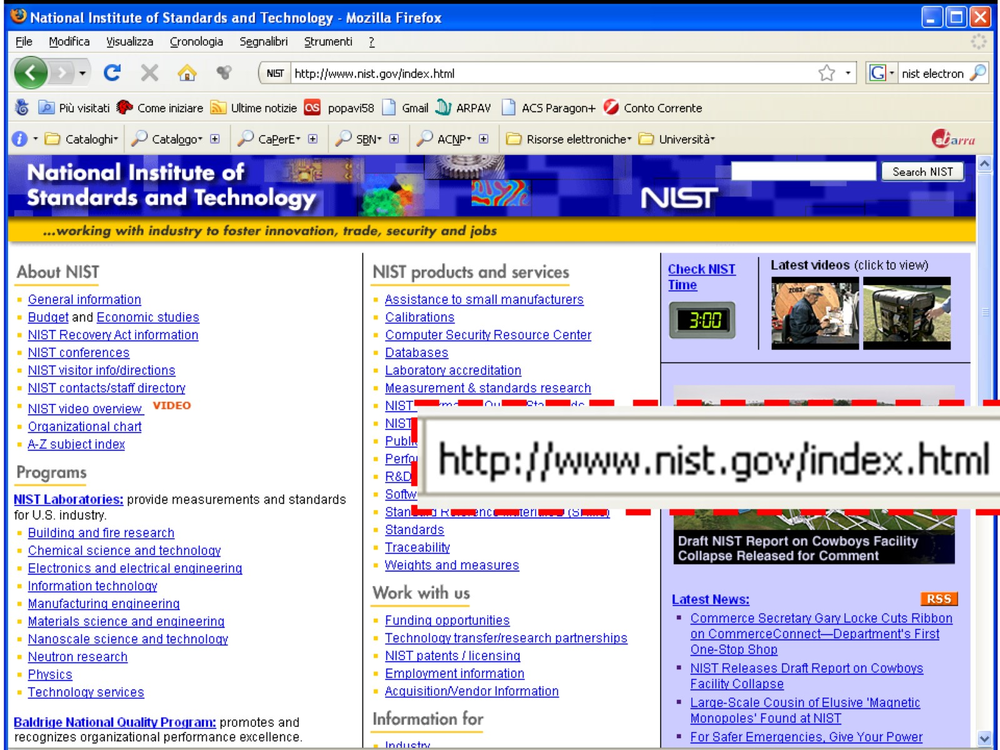 National Institute of Standards and Technology - Mozilla Firefox
File Modifica Visualizza Cronologia Segnalibri Strumenti ?
NIST http://www.nist.gov/index.html G nist electron
Più visitati Come iniziare Ultime notizie os popavi58 Gmail ARPAV ACS Paragon+ Conto Corrente
Cataloghi Catalogo CaPerE SBN ACNP Risorse elettroniche Università sbarra
National Institute of
Standards and Technology
NIST
Search NIST
...working with industry to foster innovation, trade, security and jobs
About NIST
General information
Budget and Economic studies
NIST Recovery Act information
NIST conferences
NIST visitor info/directions
NIST contacts/staff directory
NIST video overview VIDEO
Organizational chart
A-Z subject index
Programs
NIST Laboratories: provide measurements and standards
for U.S. industry.
Building and fire research
Chemical science and technology
Electronics and electrical engineering
Information technology
Manufacturing engineering
Materials science and engineering
Nanoscale science and technology
Neutron research
Physics
Technology services
Baldrige National Quality Program: promotes and
recognizes organizational performance excellence.
NIST products and services
Assistance to small manufacturers
Calibrations
Computer Security Resource Center
Databases
Laboratory accreditation
Measurement & standards research
NIST
NIST
R&D
Standards
Traceability
Weights and measures
Work with us
Funding opportunities
Technology transfer/research partnerships
NIST patents / licensing
Employment information
Acquisition/Vendor Information
Information for
Industry
http://www.nist.gov/index.html
Check NIST
Time
3:00
Latest videos (click to view)
Draft NIST Report on Cowboys Facility
Collapse Released for Comment
Latest News: RSS
Commerce Secretary Gary Locke Cuts Ribbon
on CommerceConnect—Department's First
One-Stop Shop
NIST Releases Draft Report on Cowboys
Facility Collapse
Large-Scale Cousin of Elusive 'Magnetic
Monopoles' Found at NIST
For Safer Emergencies, Give Your Power